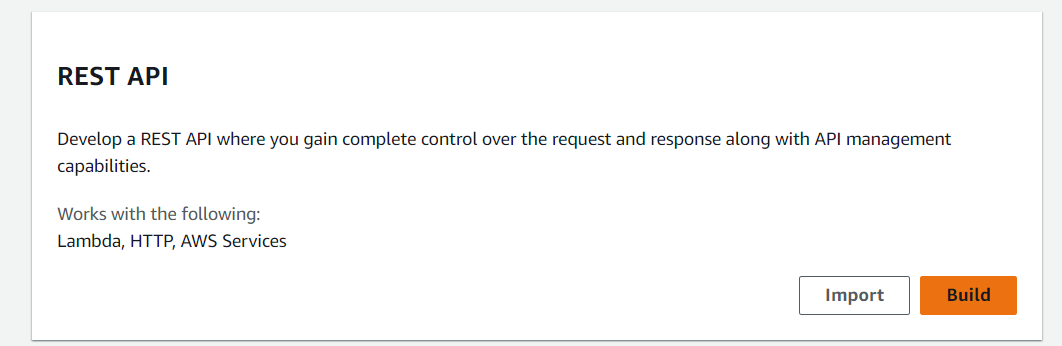 REST API
Develop a REST API where you gain complete control over the request and response along with API management
capabilities.
Works with the following:
Lambda, HTTP, AWS Services
Import
Build